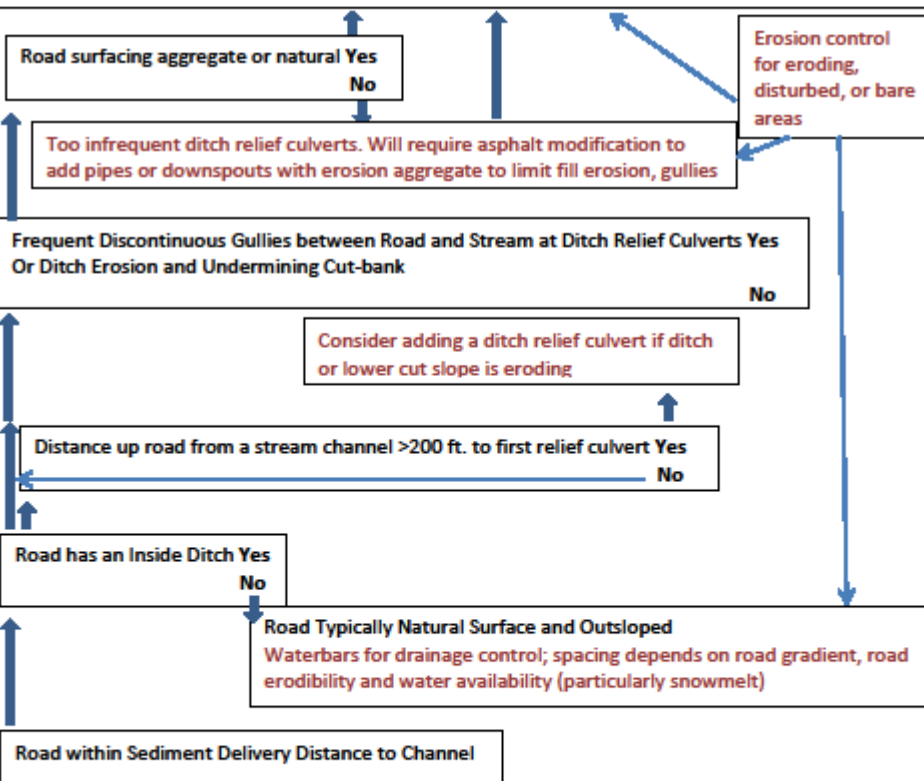 Road surfacing aggregate or natural Yes
No
Erosion control
for eroding,
disturbed, or bare
areas
Too infrequent ditch relief culverts. Will require asphalt modification to
add pipes or downspouts with erosion aggregate to limit fill erosion, gullies
Frequent Discontinuous Gullies between Road and Stream at Ditch Relief Culverts Yes
Or Ditch Erosion and Undermining Cut-bank
No
Consider adding a ditch relief culvert if ditch
or lower cut slope is eroding
Distance up road from a stream channel >200 ft. to first relief culvert Yes
No
Road has an Inside Ditch Yes
No
Road Typically Natural Surface and Outsloped
Waterbars for drainage control; spacing depends on road gradient, road
erodibility and water availability (particularly snowmelt)
Road within Sediment Delivery Distance to Channel